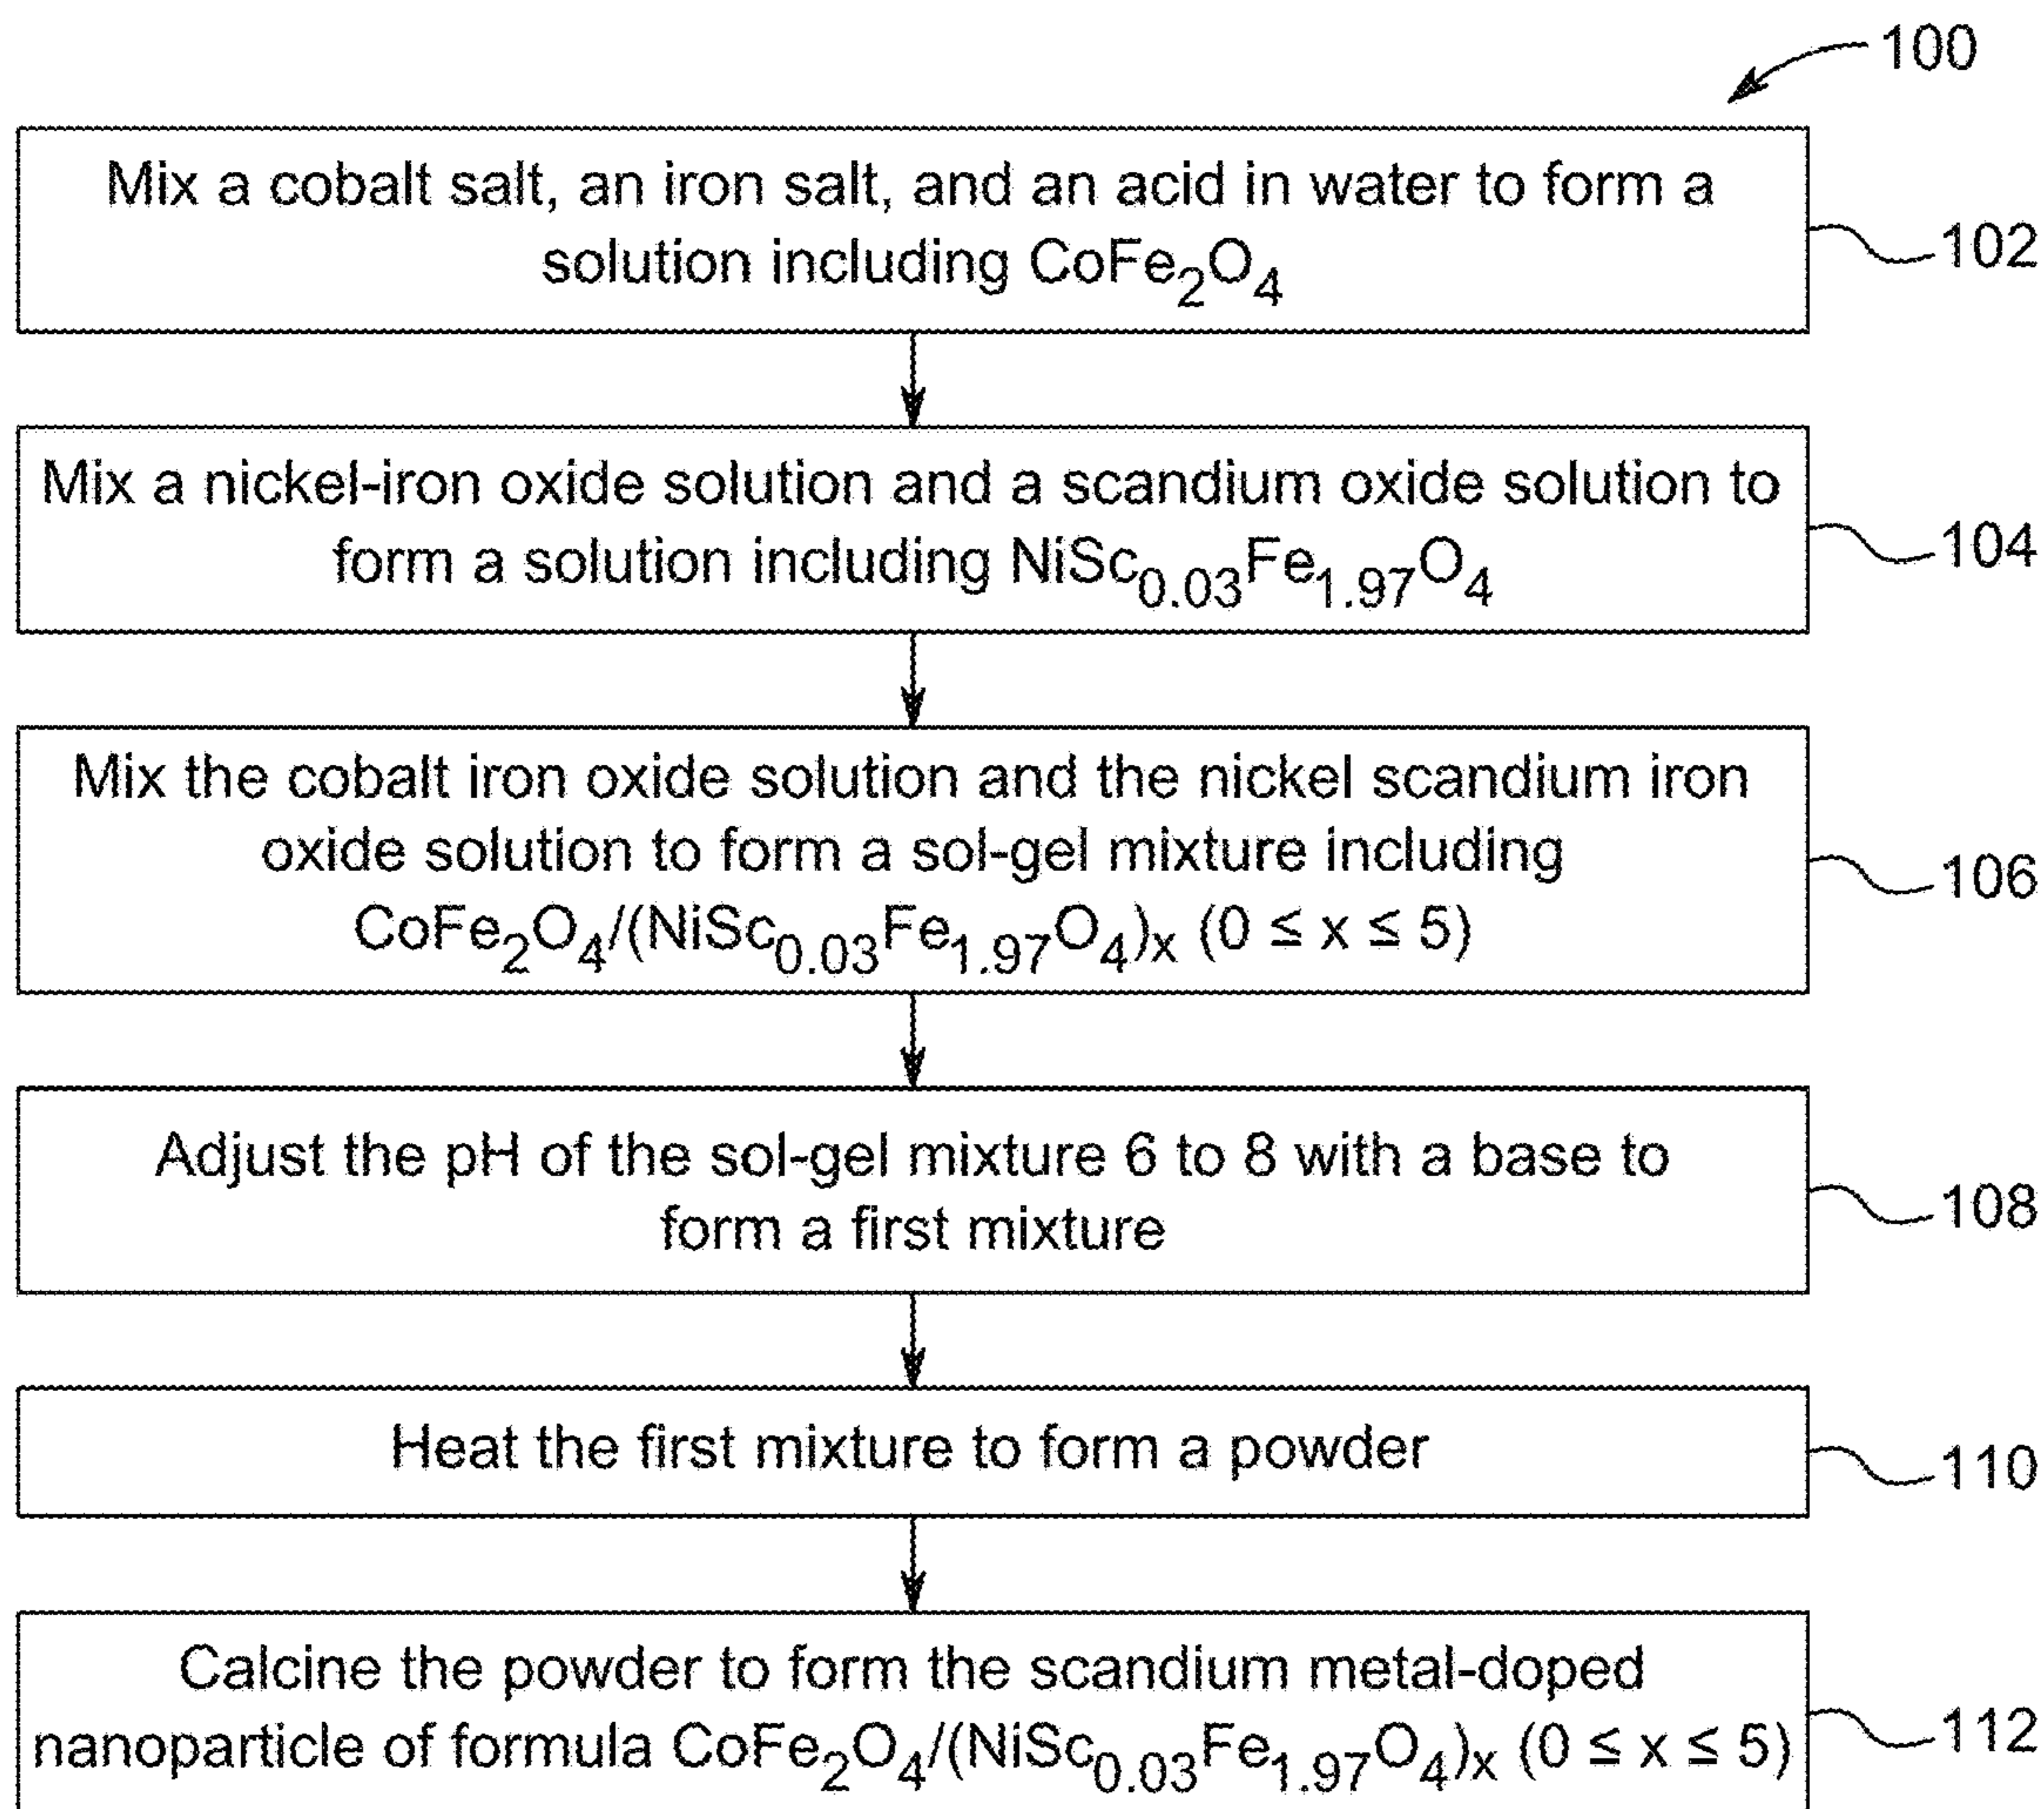 100
Mix a cobalt salt, an iron salt, and an acid in water to form a
solution including CoFe₂O₄
102
Mix a nickel-iron oxide solution and a scandium oxide solution to
form a solution including NiSc₀.₀₃Fe₁.₉₇O₄
104
Mix the cobalt iron oxide solution and the nickel scandium iron
oxide solution to form a sol-gel mixture including
CoFe₂O₄/(NiSc₀.₀₃Fe₁.₉₇O₄)ₓ (0 ≤ x ≤ 5)
106
Adjust the pH of the sol-gel mixture 6 to 8 with a base to
form a first mixture
108
Heat the first mixture to form a powder
110
Calcine the powder to form the scandium metal-doped
nanoparticle of formula CoFe₂O₄/(NiSc₀.₀₃Fe₁.₉₇O₄)ₓ (0 ≤ x ≤ 5)
112